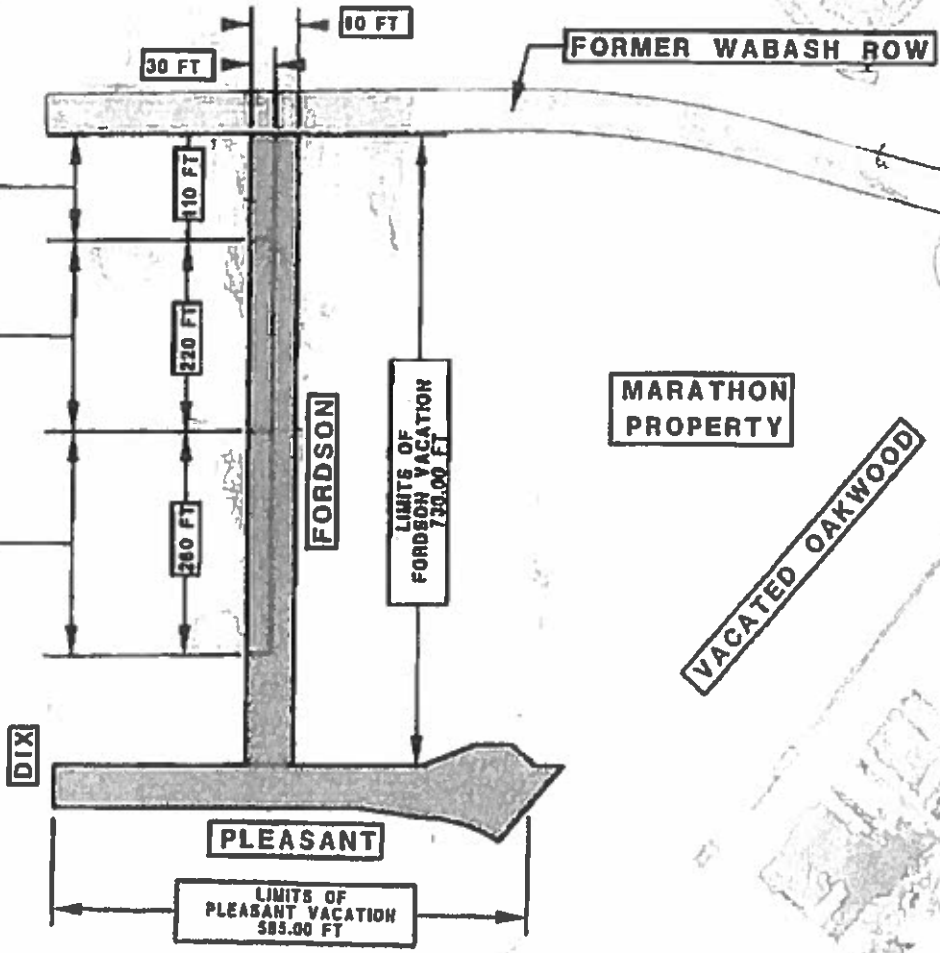 60 FT
30 FT
FORMER WABASH ROW
110 FT
220 FT
260 FT
FORDSON
LIMITS OF
FORDSON VACATION
730.00 FT
MARATHON
PROPERTY
VACATED OAKWOOD
DIX
PLEASANT
LIMITS OF
PLEASANT VACATION
585.00 FT